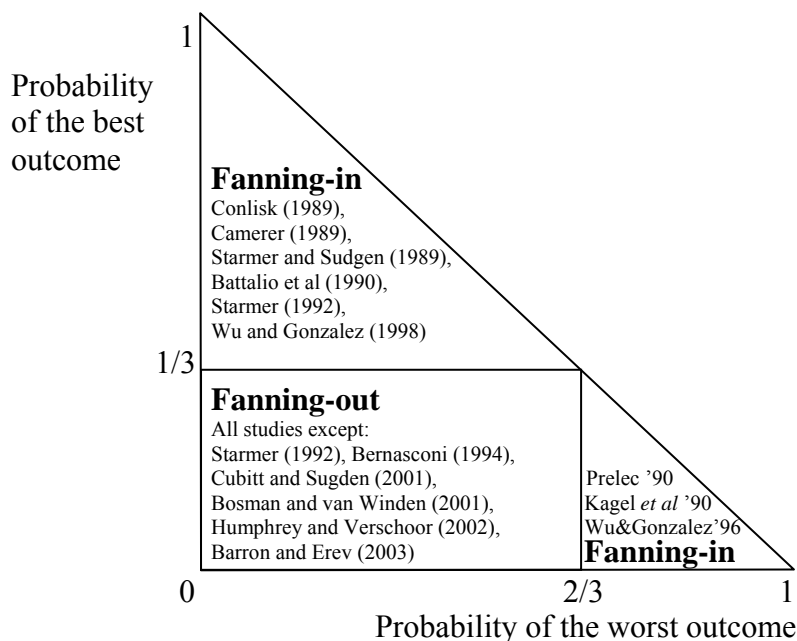 1
Probability
of the best
outcome
Fanning-in
Conlisk (1989),
Camerer (1989),
Starmer and Sudgen (1989),
Battalio et al (1990),
Starmer (1992),
Wu and Gonzalez (1998)
1/3
Fanning-out
All studies except:
Starmer (1992), Bernasconi (1994),
Cubitt and Sugden (2001),
Bosman and van Winden (2001),
Humphrey and Verschoor (2002),
Barron and Erev (2003)
Prelec ’90
Kagel et al ’90
Wu&Gonzalez’96
Fanning-in
0
2/3
1
Probability of the worst outcome